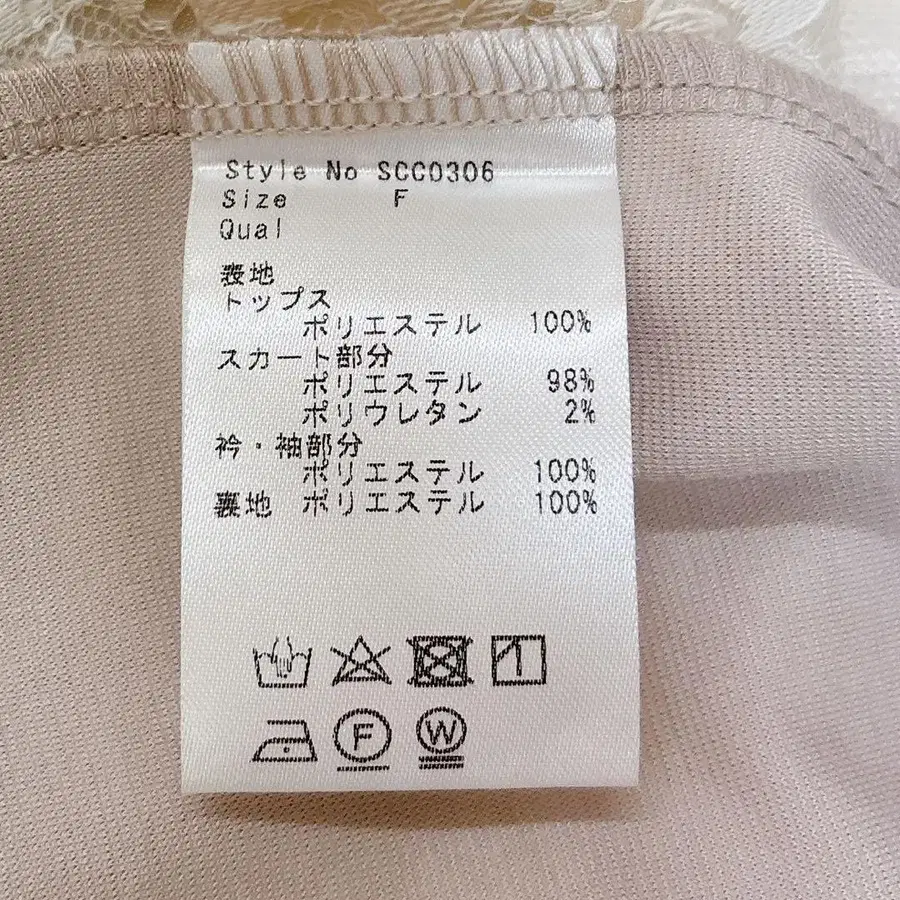 Style No SCC0306
Size F
Qual
表地
トップス
ポリエステル 100%
スカート部分
ポリエステル 98%
ポリウレタン 2%
衿・袖部分
ポリエステル 100%
裏地 ポリエステル 100%
F W